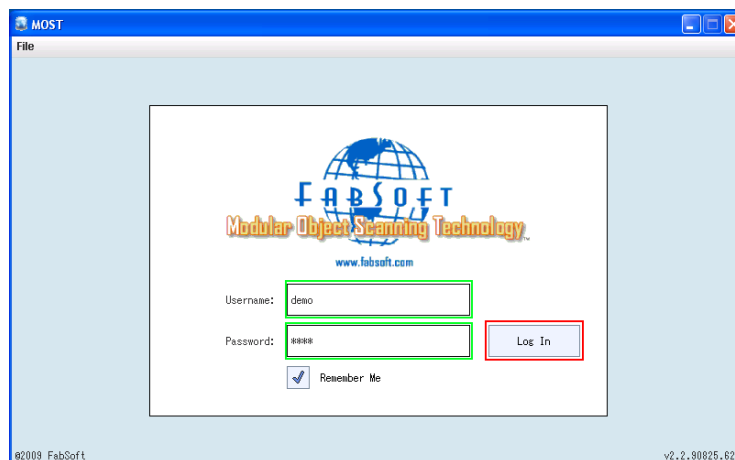 MOST
File
FABSOFT
Modular Object Scanning Technology™
www.fabsoft.com
Username: demo
Password: **** Log In
Remember Me
©2009 FabSoft v2.2.90825.62